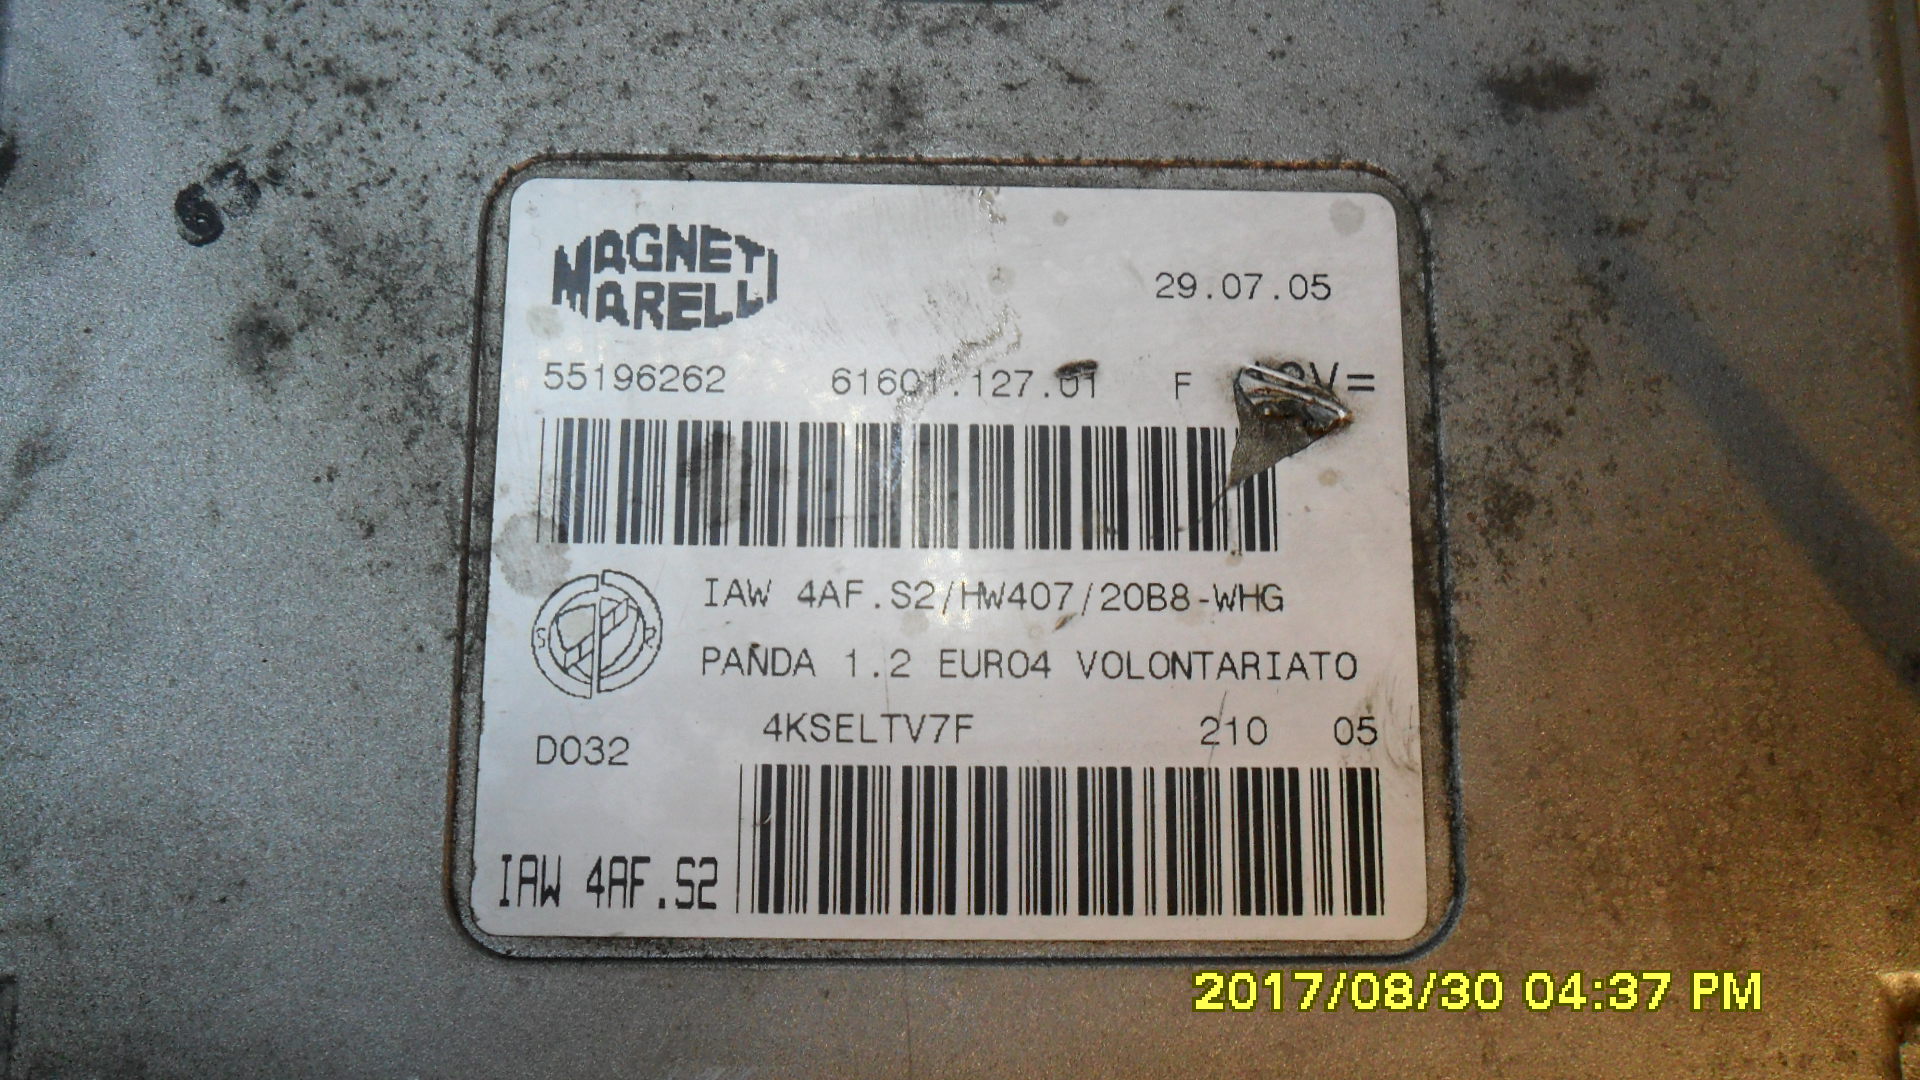 63
MAGNETI
MARELLI
29.07.05
55196262 61601.127.01 F V=
IAW 4AF.S2/HW407/20B8-WHG
S R
PANDA 1.2 EURO4 VOLONTARIATO
4KSELTV7F 210 05
D032
IAW 4AF.S2
2017/08/30 04:37 PM